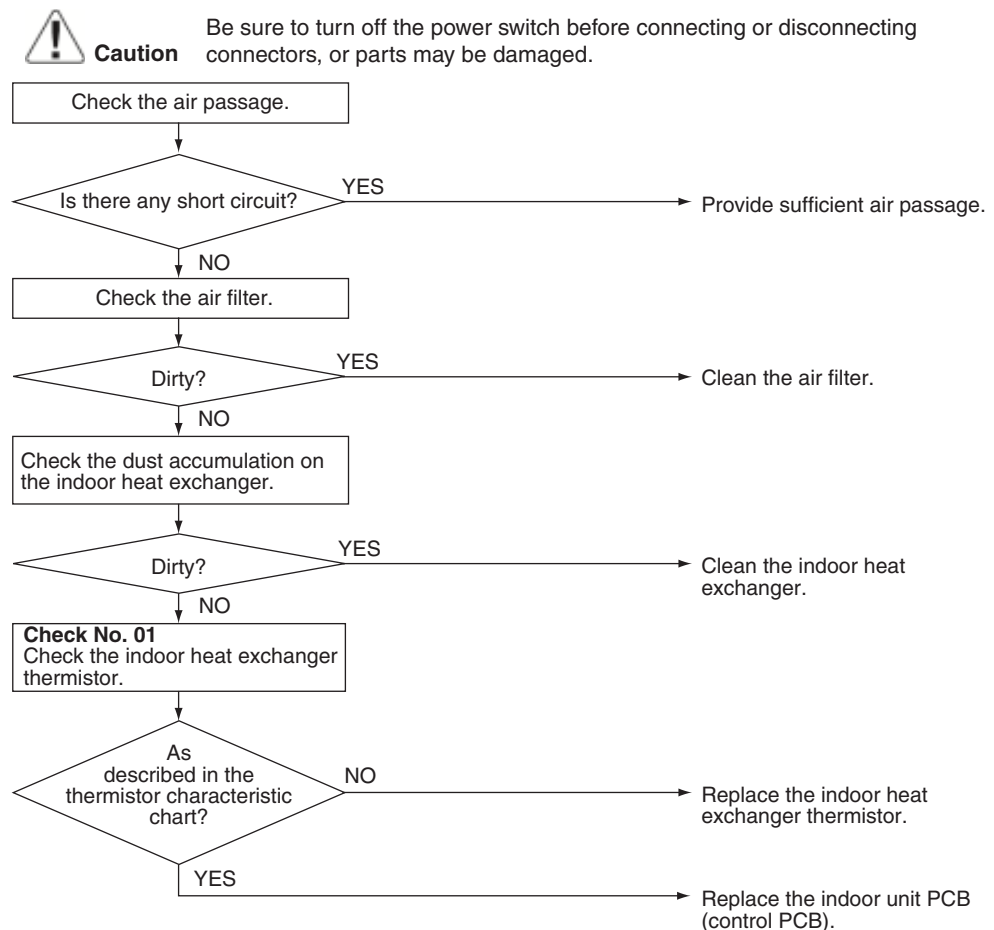 Be sure to turn off the power switch before connecting or disconnecting
Caution connectors, or parts may be damaged.
Check the air passage.
Is there any short circuit?
YES
Provide sufficient air passage.
NO
Check the air filter.
Dirty?
YES
Clean the air filter.
NO
Check the dust accumulation on
the indoor heat exchanger.
Dirty?
YES
Clean the indoor heat
exchanger.
NO
Check No. 01
Check the indoor heat exchanger
thermistor.
As
described in the
thermistor characteristic
chart?
NO
Replace the indoor heat
exchanger thermistor.
YES
Replace the indoor unit PCB
(control PCB).